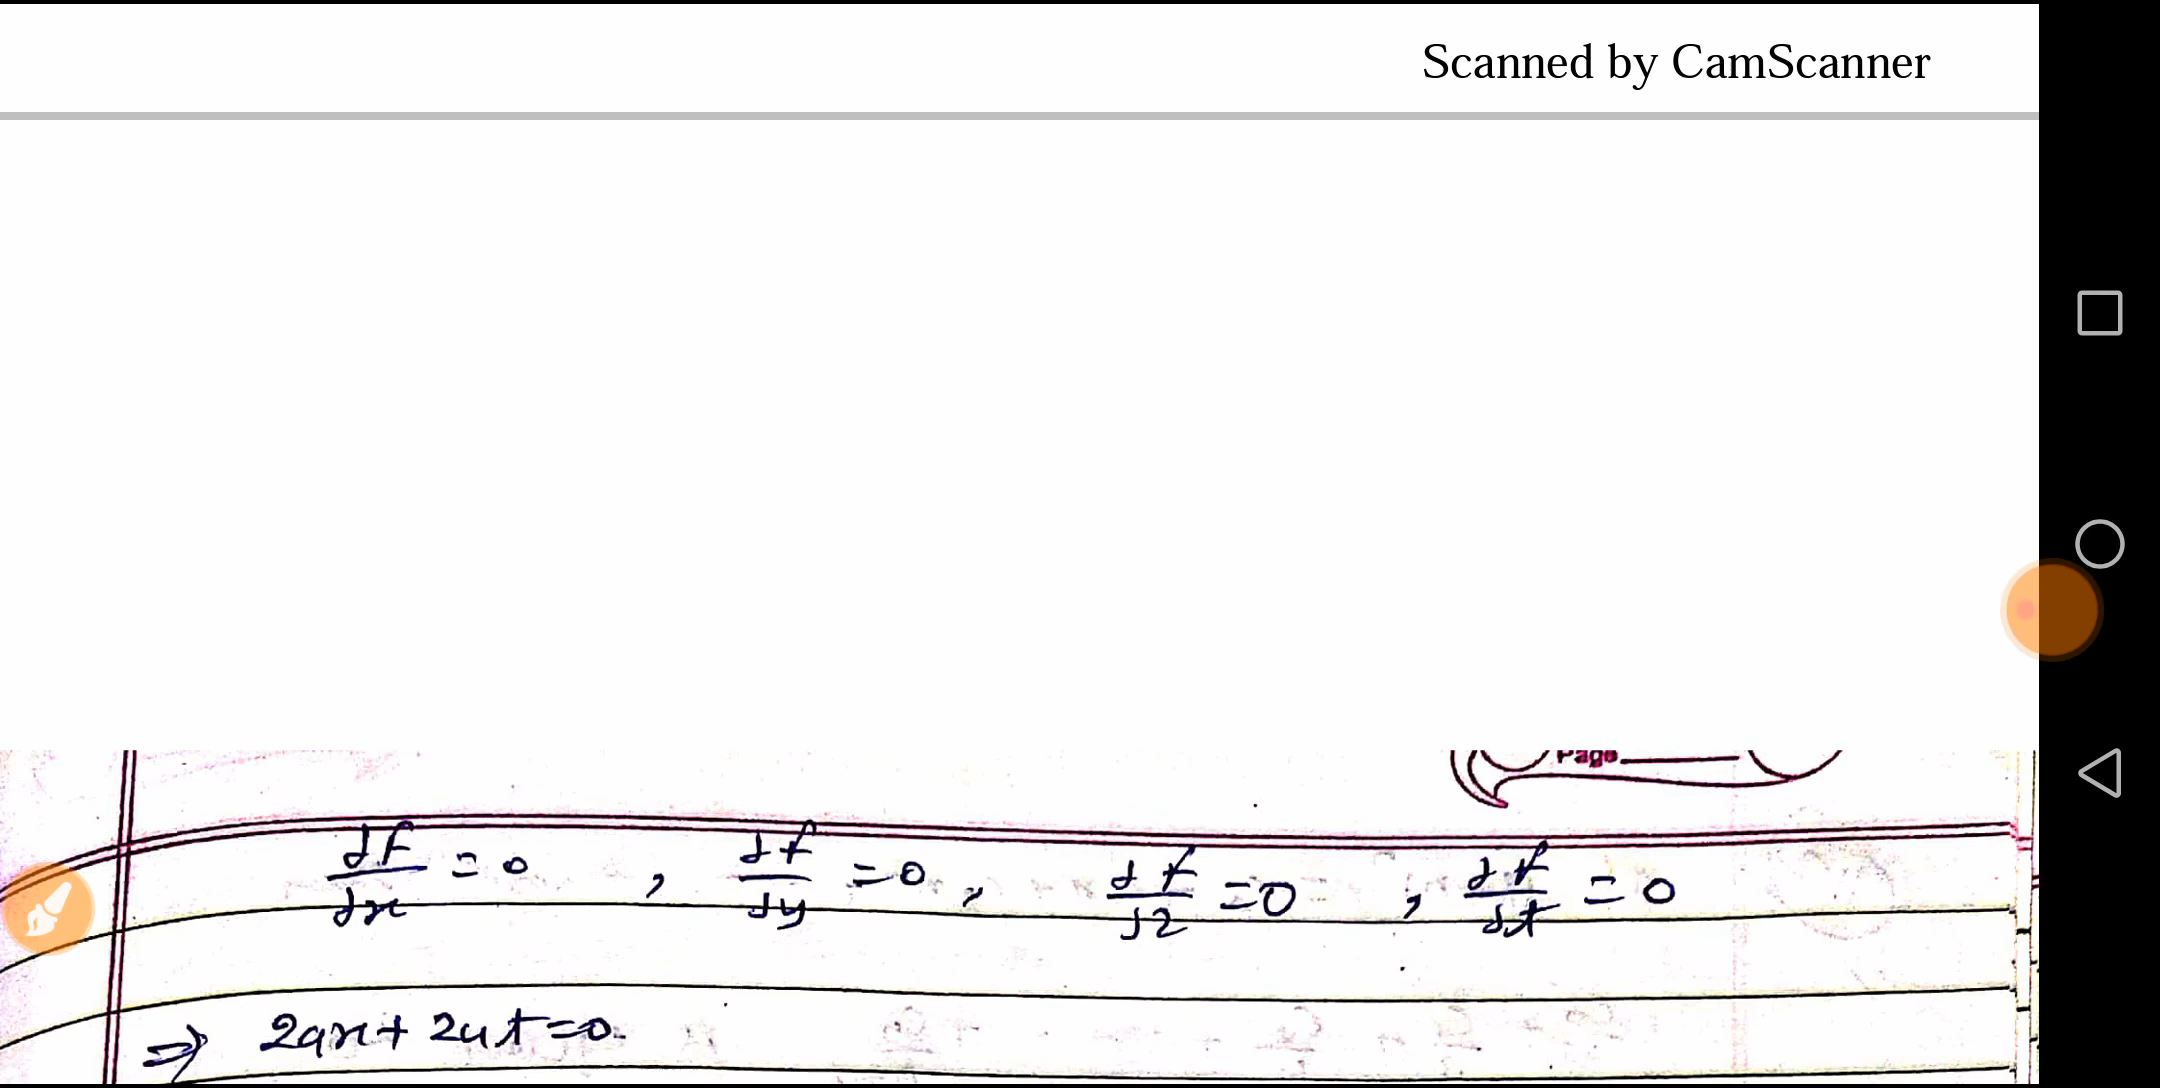 Scanned by CamScanner
Page
∂F/∂x = 0 , ∂f/∂y = 0 , ∂f/∂z = 0 , ∂f/∂t = 0
⇒ 2ax + 2ut = 0.